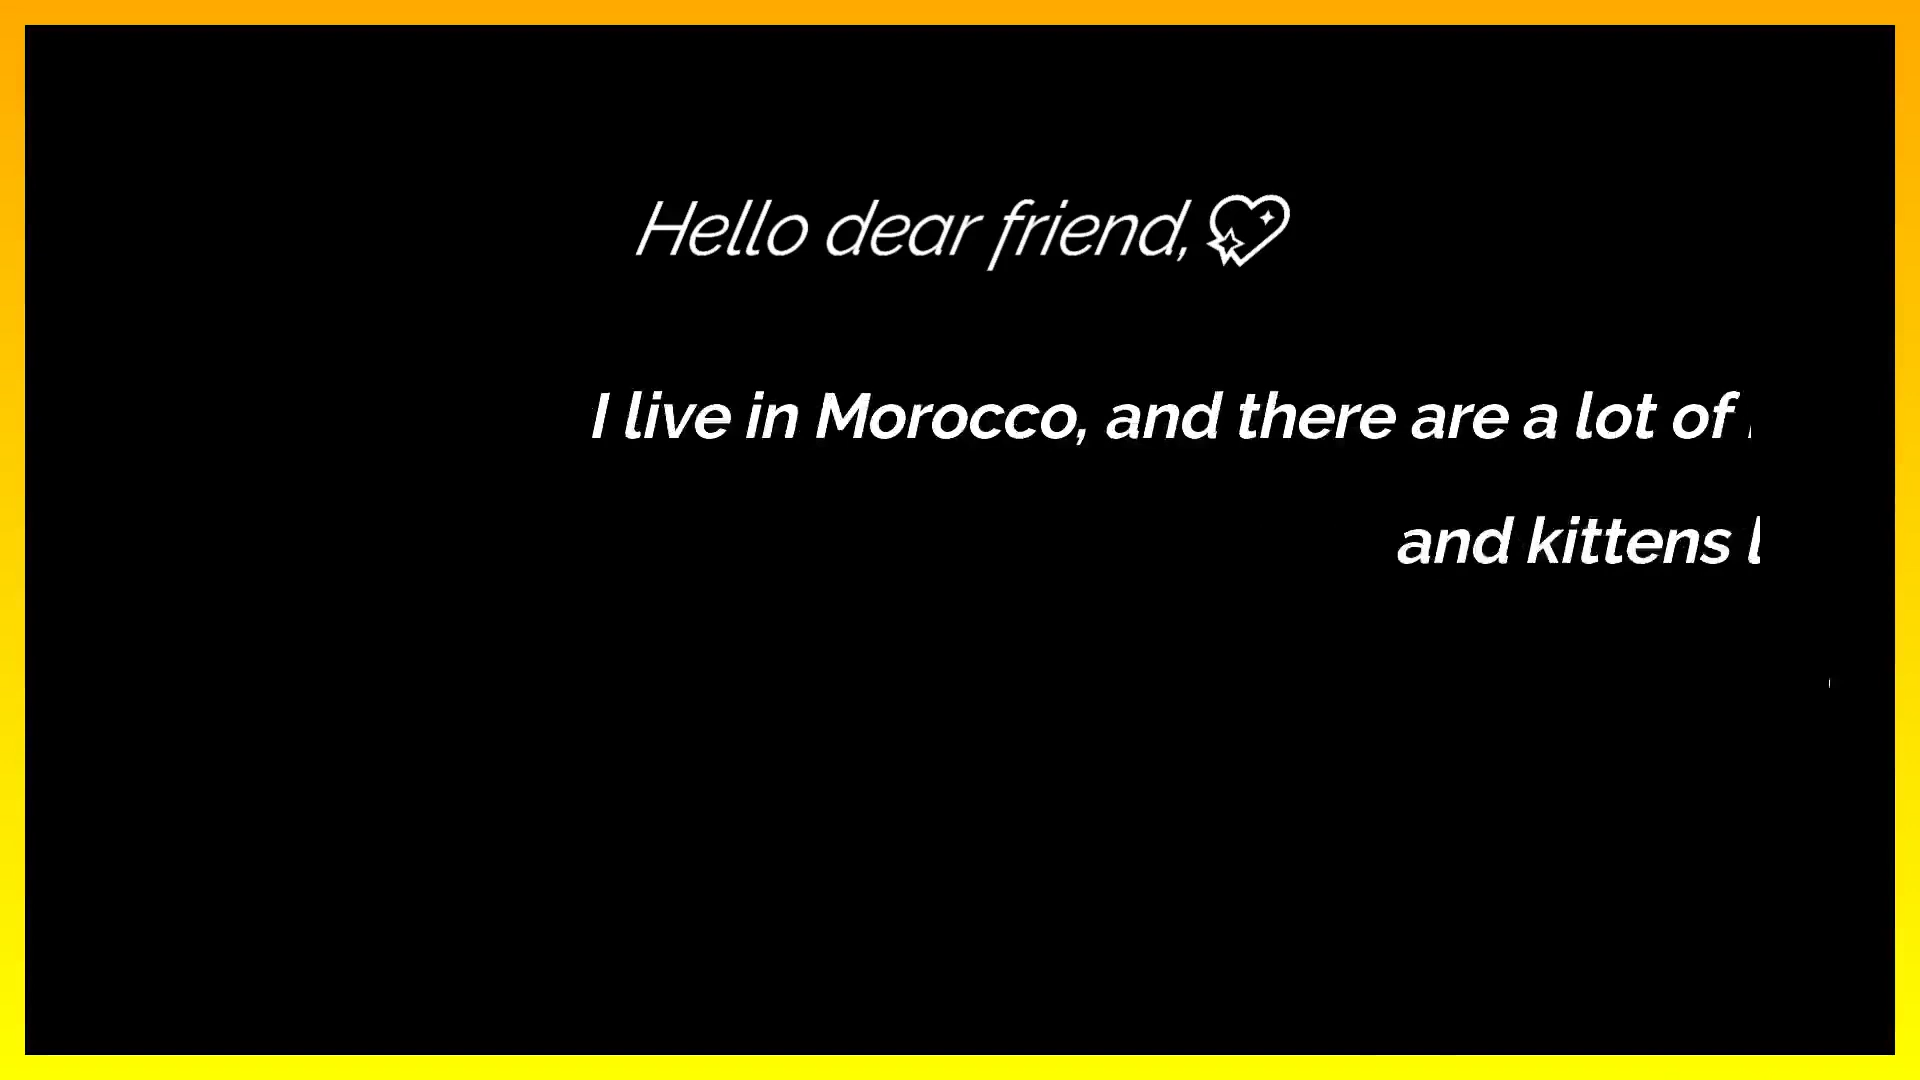 Hello dear friend,💖
I live in Morocco, and there are a lot of
and kittens